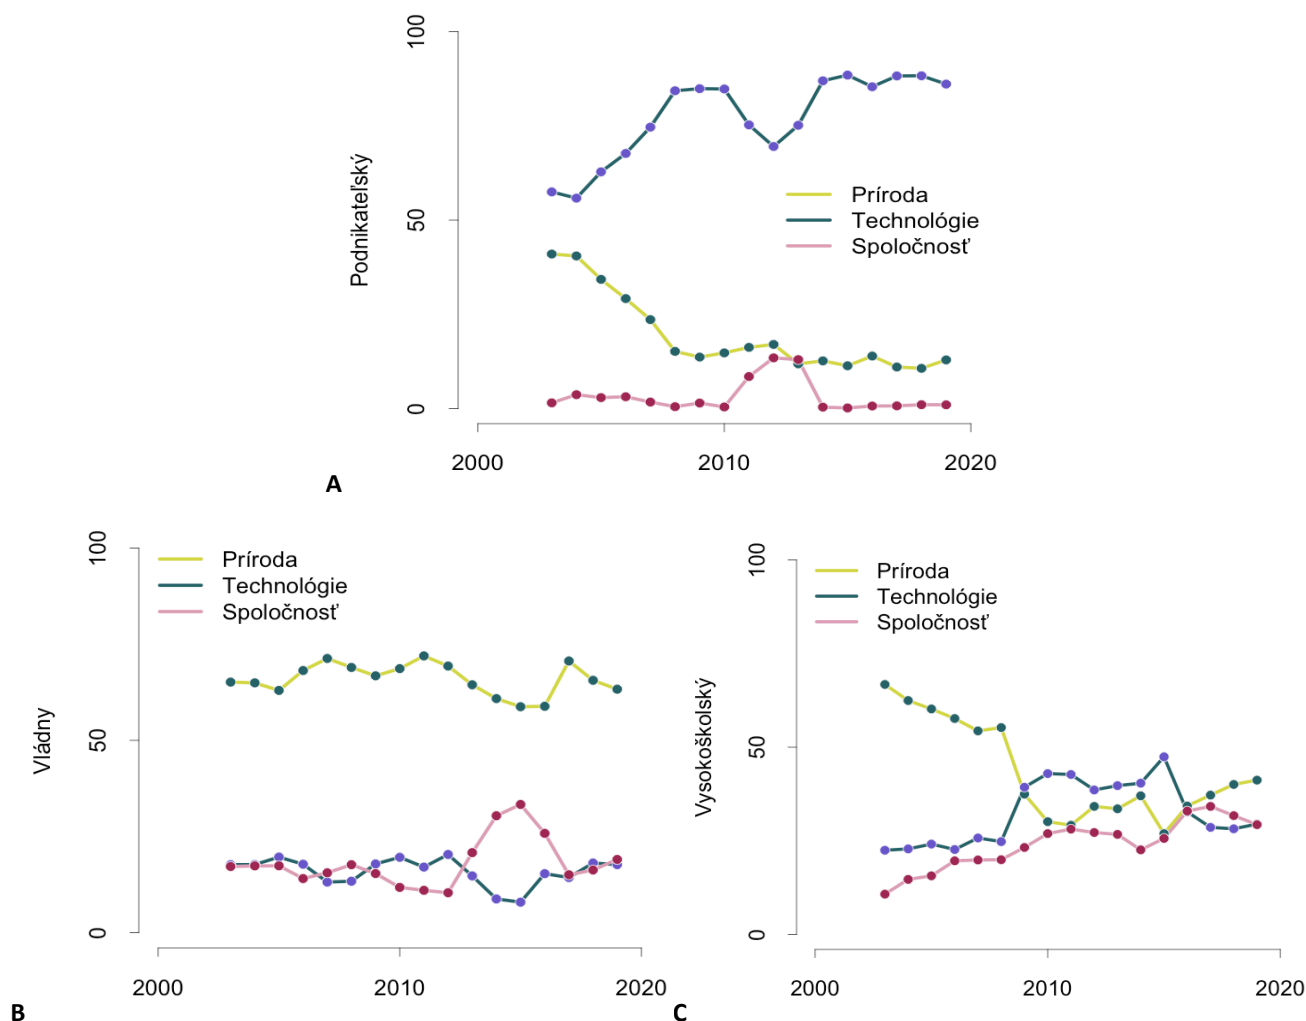 100
50
0
Podnikateľský
Príroda
Technológie
Spoločnosť
2000 2010 2020
A
100
50
0
Vládny
Príroda
Technológie
Spoločnosť
2000 2010 2020
B
100
50
0
Vysokoškolský
Príroda
Technológie
Spoločnosť
2000 2010 2020
C